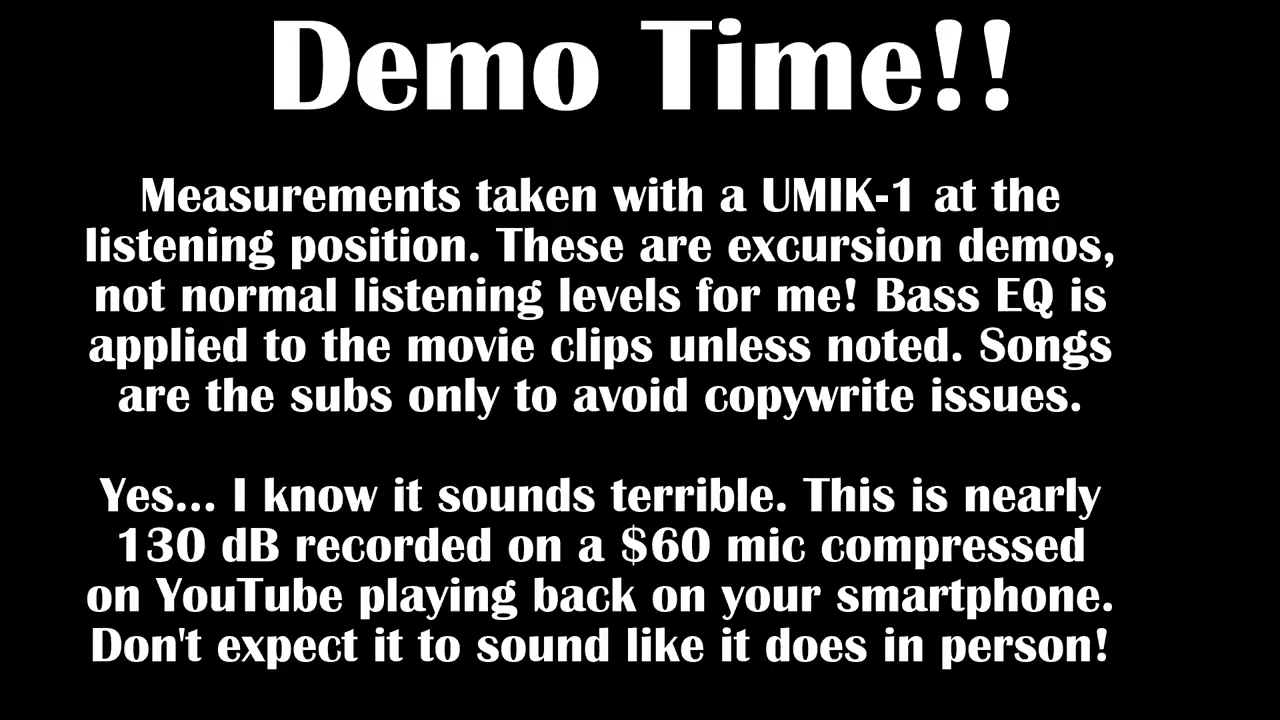 Demo Time!!
Measurements taken with a UMIK-1 at the
listening position. These are excursion demos,
not normal listening levels for me! Bass EQ is
applied to the movie clips unless noted. Songs
are the subs only to avoid copywrite issues.
Yes... I know it sounds terrible. This is nearly
130 dB recorded on a $60 mic compressed
on YouTube playing back on your smartphone.
Don't expect it to sound like it does in person!